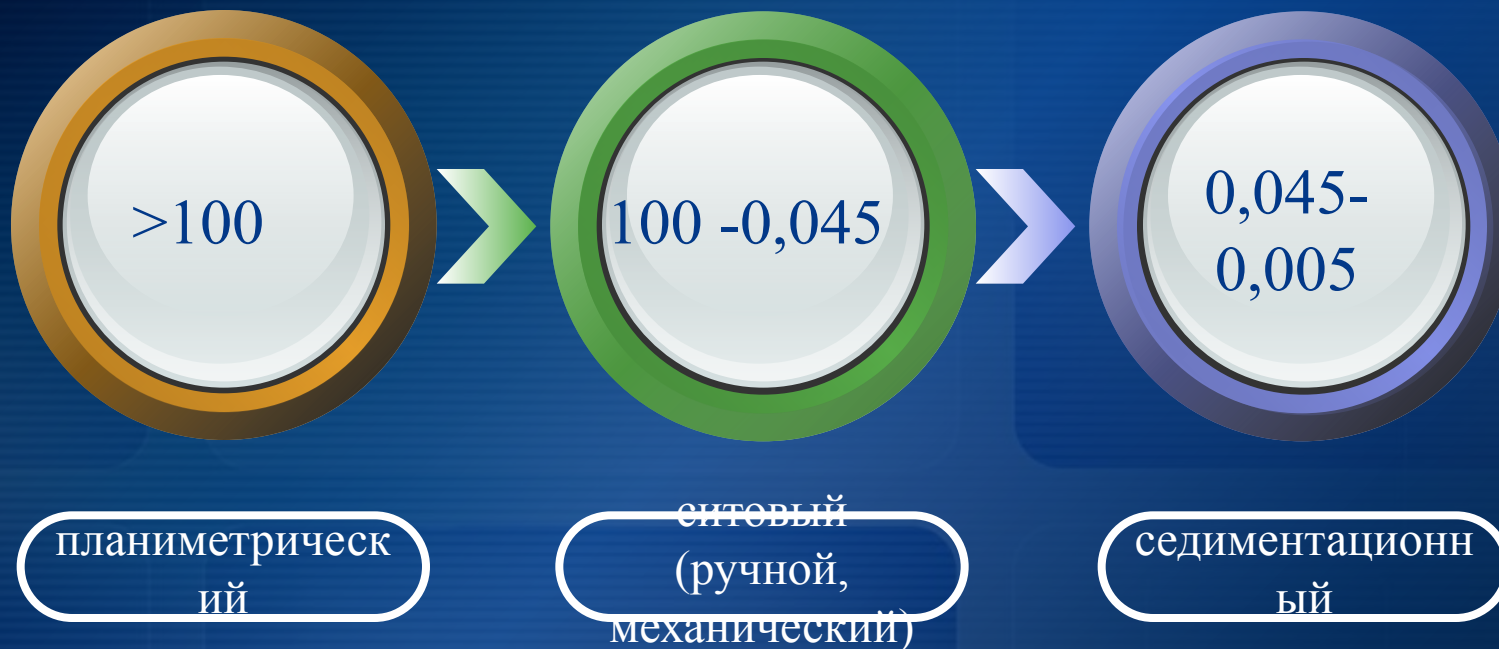 >100
100 -0,045
0,045-
0,005
планиметрическ
ий
ситовый
(ручной,
механический)
седиментационн
ый